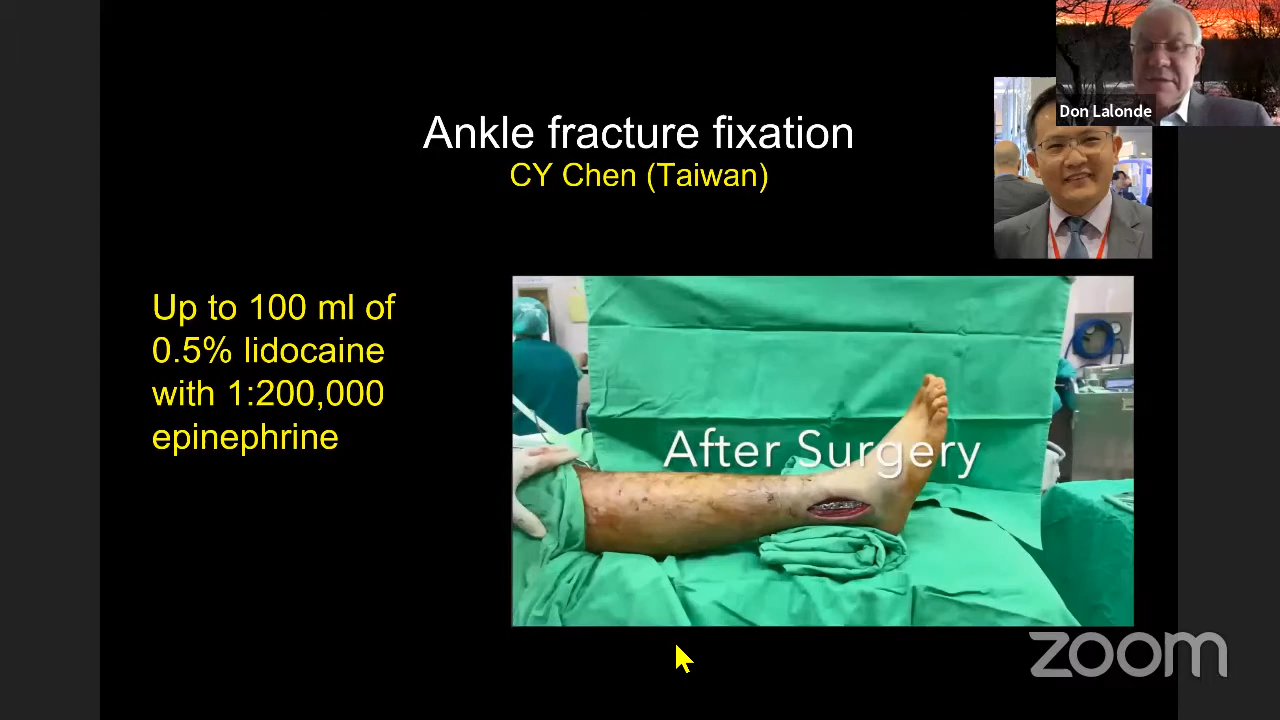 Don Lalonde
Ankle fracture fixation
CY Chen (Taiwan)
Up to 100 ml of
0.5% lidocaine
with 1:200,000
epinephrine
After Surgery
zoom